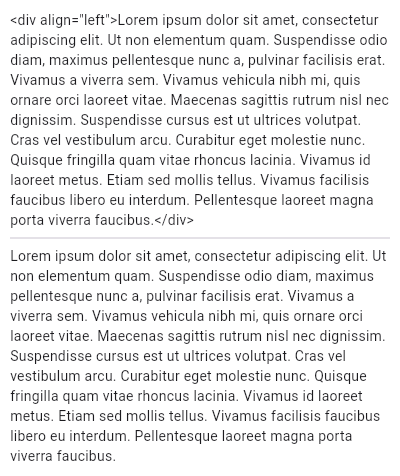 <div align="left">Lorem ipsum dolor sit amet, consectetur
adipiscing elit. Ut non elementum quam. Suspendisse odio
diam, maximus pellentesque nunc a, pulvinar facilisis erat.
Vivamus a viverra sem. Vivamus vehicula nibh mi, quis
ornare orci laoreet vitae. Maecenas sagittis rutrum nisl nec
dignissim. Suspendisse cursus est ut ultrices volutpat.
Cras vel vestibulum arcu. Curabitur eget molestie nunc.
Quisque fringilla quam vitae rhoncus lacinia. Vivamus id
laoreet metus. Etiam sed mollis tellus. Vivamus facilisis
faucibus libero eu interdum. Pellentesque laoreet magna
porta viverra faucibus.</div>
Lorem ipsum dolor sit amet, consectetur adipiscing elit. Ut
non elementum quam. Suspendisse odio diam, maximus
pellentesque nunc a, pulvinar facilisis erat. Vivamus a
viverra sem. Vivamus vehicula nibh mi, quis ornare orci
laoreet vitae. Maecenas sagittis rutrum nisl nec dignissim.
Suspendisse cursus est ut ultrices volutpat. Cras vel
vestibulum arcu. Curabitur eget molestie nunc. Quisque
fringilla quam vitae rhoncus lacinia. Vivamus id laoreet
metus. Etiam sed mollis tellus. Vivamus facilisis faucibus
libero eu interdum. Pellentesque laoreet magna porta
viverra faucibus.